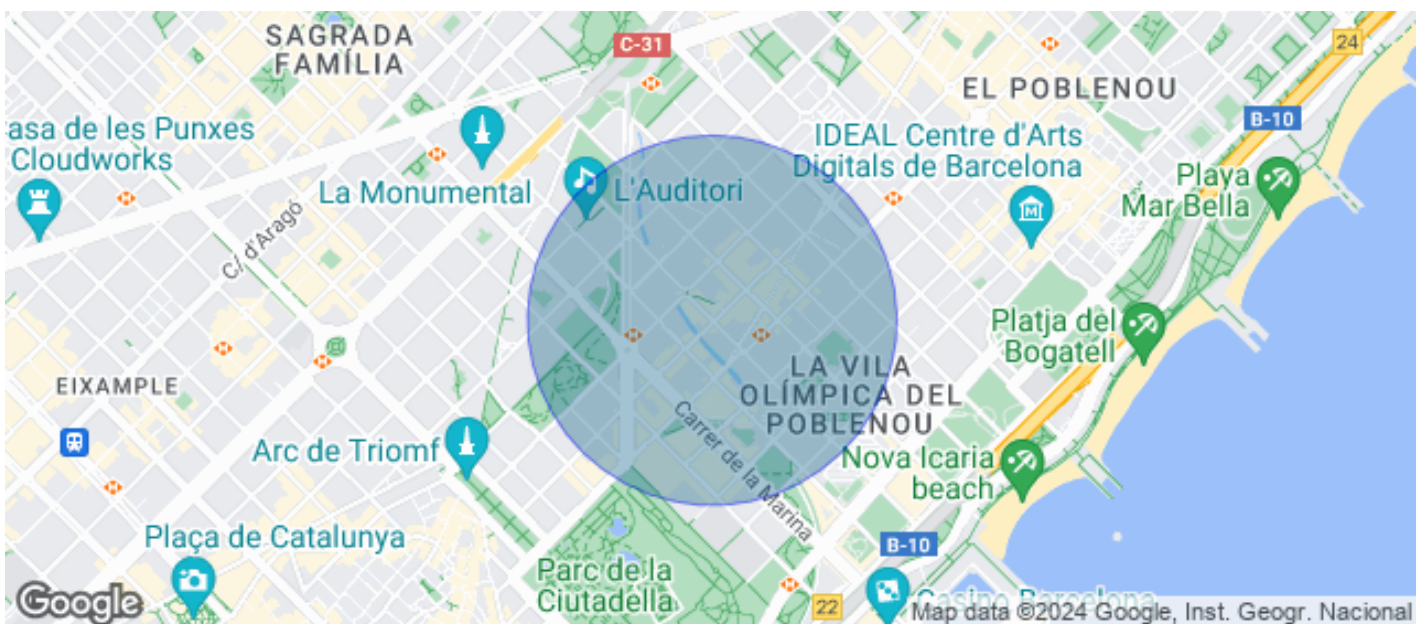 SAGRADA
FAMÍLIA
C-31
24
EL POBLENOU
B-10
asa de les Punxes
Cloudworks
La Monumental
L'Auditori
IDEAL Centre d'Arts
Digitals de Barcelona
Playa
Mar Bella
C/ d'Aragó
Platja del
Bogatell
EIXAMPLE
LA VILA
OLÍMPICA DEL
POBLENOU
Arc de Triomf
Carrer de la Marina
Nova Icaria
beach
Plaça de Catalunya
B-10
Parc de la
Ciutadella
22
Casino Barcelona
Google
Map data ©2024 Google, Inst. Geogr. Nacional